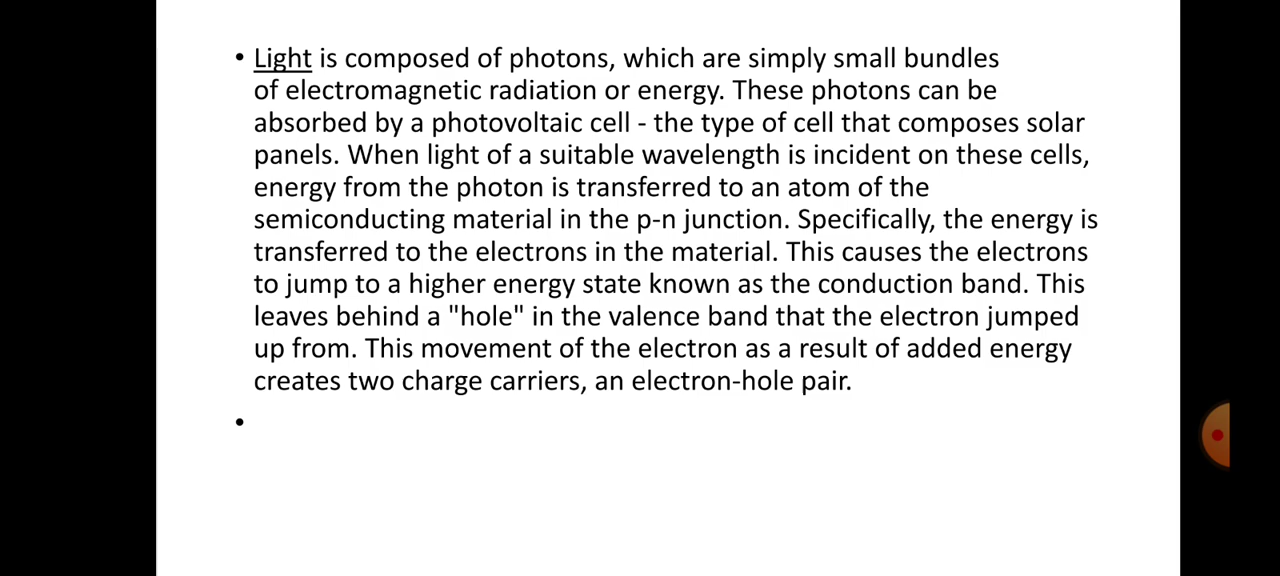 • Light is composed of photons, which are simply small bundles
of electromagnetic radiation or energy. These photons can be
absorbed by a photovoltaic cell - the type of cell that composes solar
panels. When light of a suitable wavelength is incident on these cells,
energy from the photon is transferred to an atom of the
semiconducting material in the p-n junction. Specifically, the energy is
transferred to the electrons in the material. This causes the electrons
to jump to a higher energy state known as the conduction band. This
leaves behind a "hole" in the valence band that the electron jumped
up from. This movement of the electron as a result of added energy
creates two charge carriers, an electron-hole pair.
•